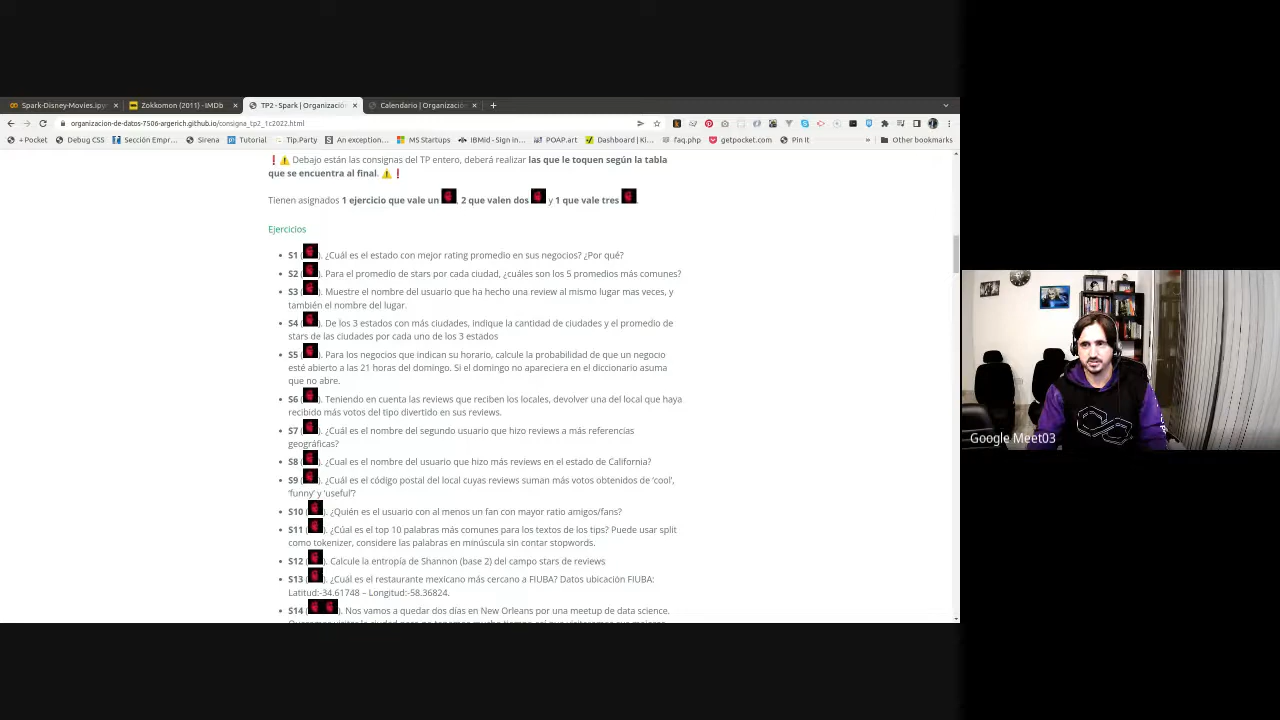 Spark-Disney-Movies.ipy
Zokkomon (2011) - IMDb
TP2 - Spark | Organizació
Calendario | Organizació
organizacion-de-datos-7506-argerich.github.io/consigna_tp2_1c2022.html
+Pocket
Debug CSS
Sección Empr...
Sirena
Tutorial
Tip.Party
An exception...
MS Startups
IBMid - Sign in...
POAP.art
Dashboard | Ki...
faq.php
getpocket.com
Pin It
»
Other bookmarks
❗⚠️ Debajo están las consignas del TP entero, deberá realizar las que le toquen según la tabla
que se encuentra al final. ⚠️❗
Tienen asignados 1 ejercicio que vale un , 2 que valen dos y 1 que vale tres .
Ejercicios
• S1 ( ). ¿Cuál es el estado con mejor rating promedio en sus negocios? ¿Por qué?
• S2 ( ). Para el promedio de stars por cada ciudad, ¿cuáles son los 5 promedios más comunes?
• S3 ( ). Muestre el nombre del usuario que ha hecho una review al mismo lugar mas veces, y
también el nombre del lugar.
• S4 ( ). De los 3 estados con más ciudades, indique la cantidad de ciudades y el promedio de
stars de las ciudades por cada uno de los 3 estados
• S5 ( ). Para los negocios que indican su horario, calcule la probabilidad de que un negocio
esté abierto a las 21 horas del domingo. Si el domingo no apareciera en el diccionario asuma
que no abre.
• S6 ( ). Teniendo en cuenta las reviews que reciben los locales, devolver una del local que haya
recibido más votos del tipo divertido en sus reviews.
• S7 ( ). ¿Cuál es el nombre del segundo usuario que hizo reviews a más referencias
geográficas?
• S8 ( ). ¿Cual es el nombre del usuario que hizo más reviews en el estado de California?
• S9 ( ). ¿Cuál es el código postal del local cuyas reviews suman más votos obtenidos de 'cool',
'funny' y 'useful'?
• S10 ( ). ¿Quién es el usuario con al menos un fan con mayor ratio amigos/fans?
• S11 ( ). ¿Cúal es el top 10 palabras más comunes para los textos de los tips? Puede usar split
como tokenizer, considere las palabras en minúscula sin contar stopwords.
• S12 ( ). Calcule la entropía de Shannon (base 2) del campo stars de reviews
• S13 ( ). ¿Cuál es el restaurante mexicano más cercano a FIUBA? Datos ubicación FIUBA:
Latitud:-34.61748 – Longitud:-58.36824.
• S14 ( ). Nos vamos a quedar dos días en New Orleans por una meetup de data science.
Google Meet03